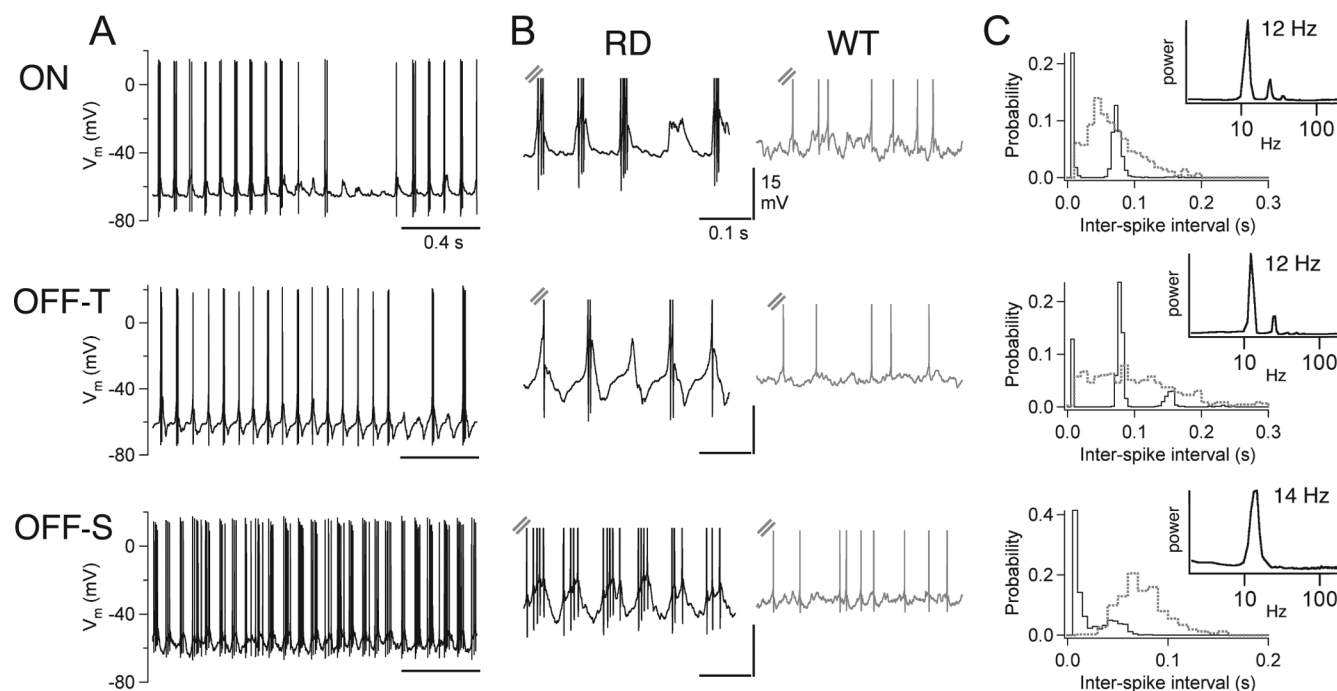 A
B
C
RD
WT
ON
0
-40
-80
Vm (mV)
0.4 s
15
mV
0.1 s
Probability
0.2
0.1
0.0
0.0
0.1
0.2
0.3
Inter-spike interval (s)
power
12 Hz
10
100
Hz
OFF-T
0
-40
-80
Vm (mV)
Probability
0.2
0.1
0.0
0.0
0.1
0.2
0.3
Inter-spike interval (s)
power
12 Hz
10
100
Hz
OFF-S
0
-40
-80
Vm (mV)
Probability
0.4
0.2
0.0
0.0
0.1
0.2
Inter-spike interval (s)
power
14 Hz
10
100
Hz